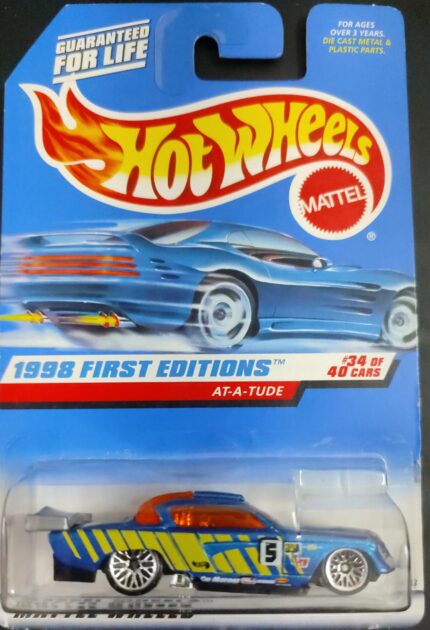 GUARANTEED
FOR LIFE
FOR AGES
OVER 3 YEARS.
DIE CAST METAL &
PLASTIC PARTS.
HOT WHEELS
MATTEL
®
1998 FIRST EDITIONS™
#34 OF
40 CARS
AT-A-TUDE
5